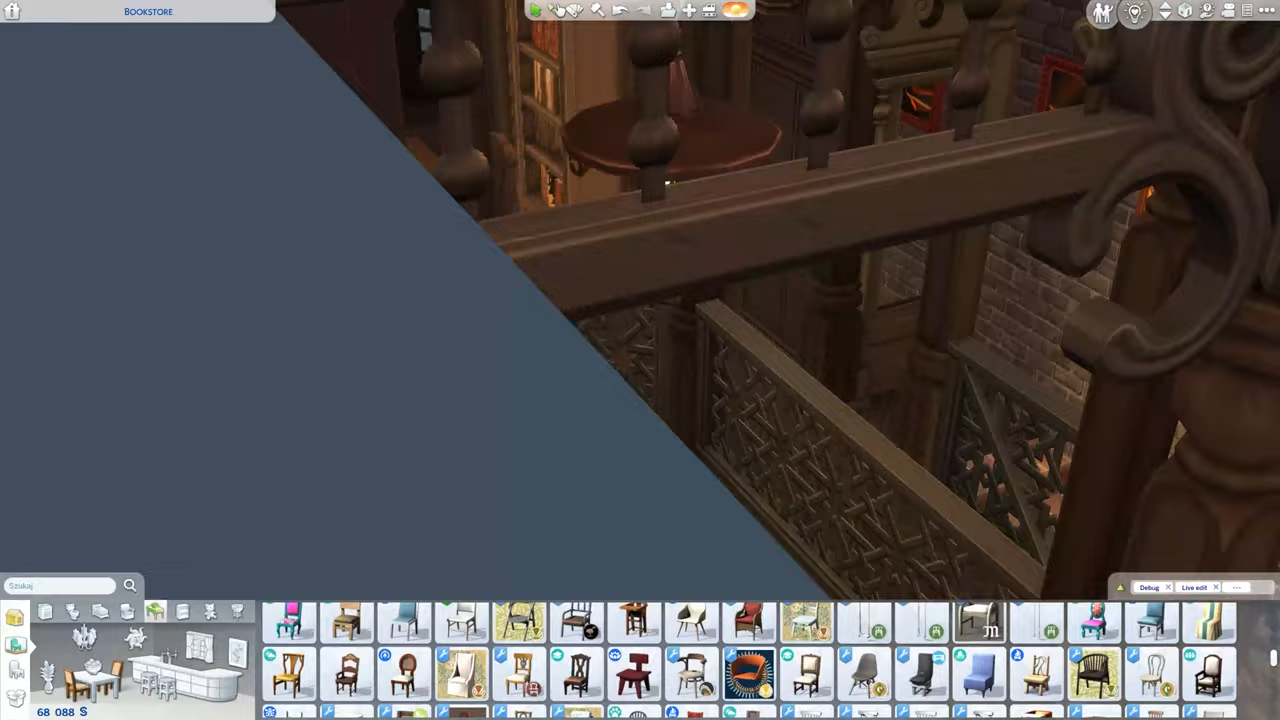 BOOKSTORE
Szukaj
Debug ×
Live edit ×
...
68 088 $